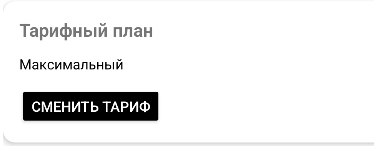 Тарифный план
Максимальный
СМЕНИТЬ ТАРИФ